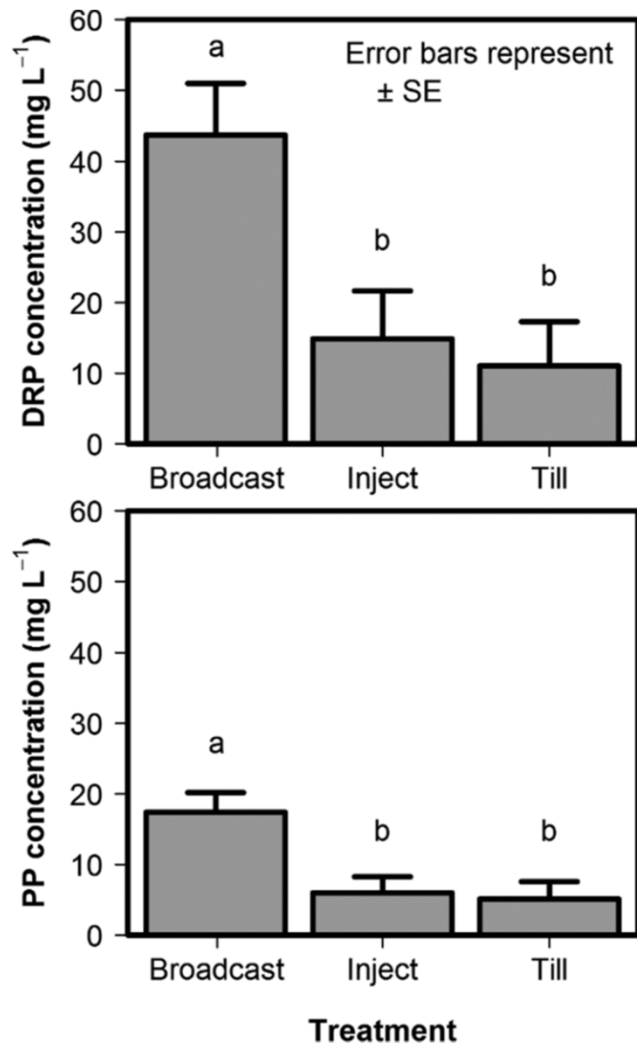 DRP concentration (mg L⁻¹)
60
50
40
30
20
10
0
a
b
b
Error bars represent
± SE
Broadcast Inject Till
PP concentration (mg L⁻¹)
60
50
40
30
20
10
0
a
b
b
Broadcast Inject Till
Treatment